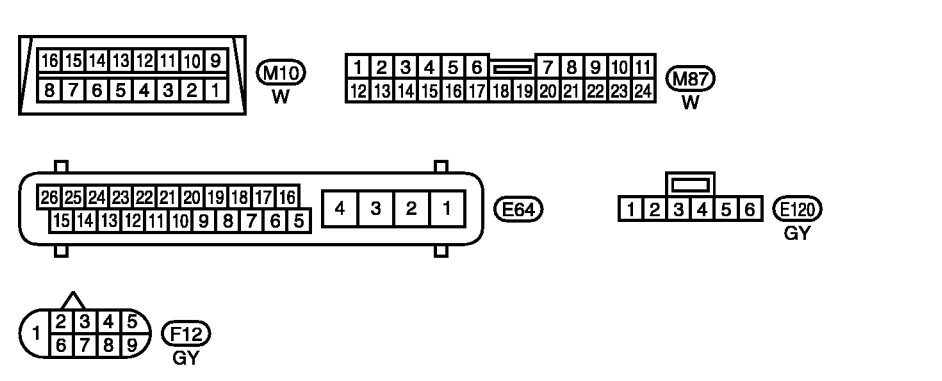 16 15 14 13 12 11 10 9
8 7 6 5 4 3 2 1
M10
W
1 2 3 4 5 6 7 8 9 10 11
12 13 14 15 16 17 18 19 20 21 22 23 24
M87
W
26 25 24 23 22 21 20 19 18 17 16
15 14 13 12 11 10 9 8 7 6 5
4 3 2 1
E64
1 2 3 4 5 6
E120
GY
1
2 3 4 5
6 7 8 9
F12
GY